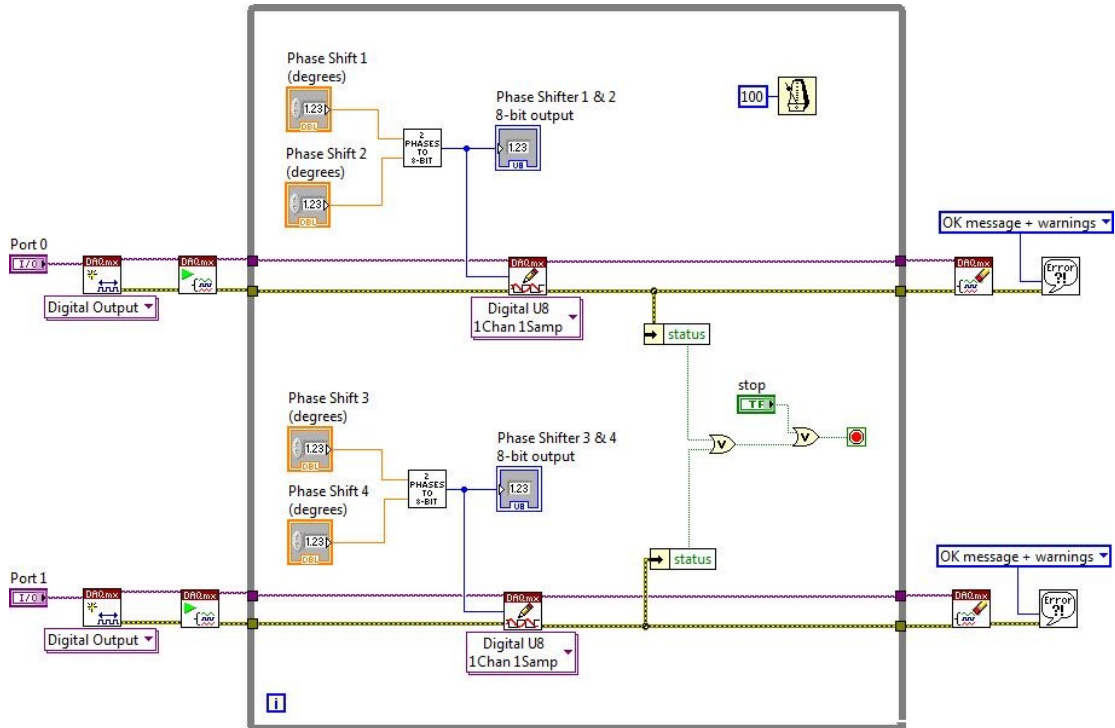 Phase Shift 1
(degrees)
1.23
DBL
Phase Shift 2
(degrees)
1.23
DBL
2
PHASES
TO
8-BIT
Phase Shifter 1 & 2
8-bit output
1.23
U8
100
Port 0
I/O
DAQmx
Digital Output
DAQmx
DAQmx
Digital U8
1Chan 1Samp
status
DAQmx
OK message + warnings
Error
?!
stop
TF
V
V
Phase Shift 3
(degrees)
1.23
DBL
Phase Shift 4
(degrees)
1.23
DBL
2
PHASES
TO
8-BIT
Phase Shifter 3 & 4
8-bit output
1.23
U8
status
Port 1
I/O
DAQmx
Digital Output
DAQmx
DAQmx
Digital U8
1Chan 1Samp
DAQmx
OK message + warnings
Error
?!
i